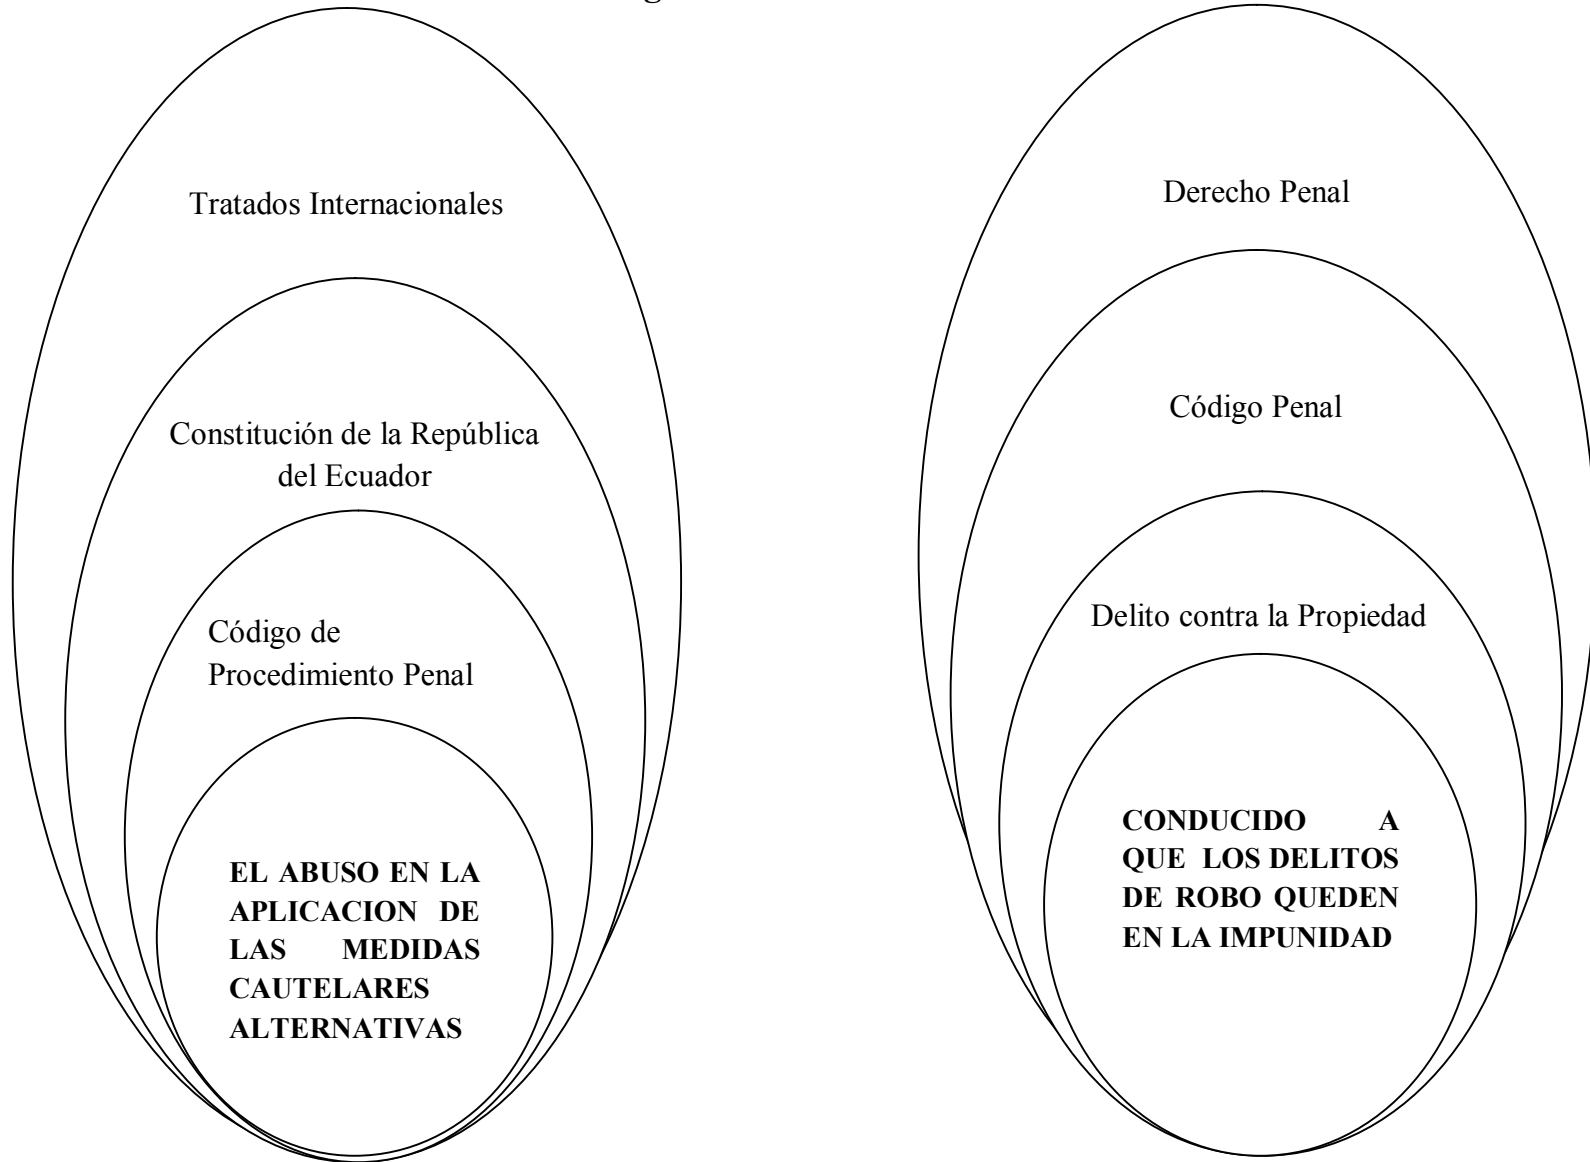 Tratados Internacionales
Constitución de la República
del Ecuador
Código de
Procedimiento Penal
EL ABUSO EN LA
APLICACION DE
LAS MEDIDAS
CAUTELARES
ALTERNATIVAS
Derecho Penal
Código Penal
Delito contra la Propiedad
CONDUCIDO A
QUE LOS DELITOS
DE ROBO QUEDEN
EN LA IMPUNIDAD